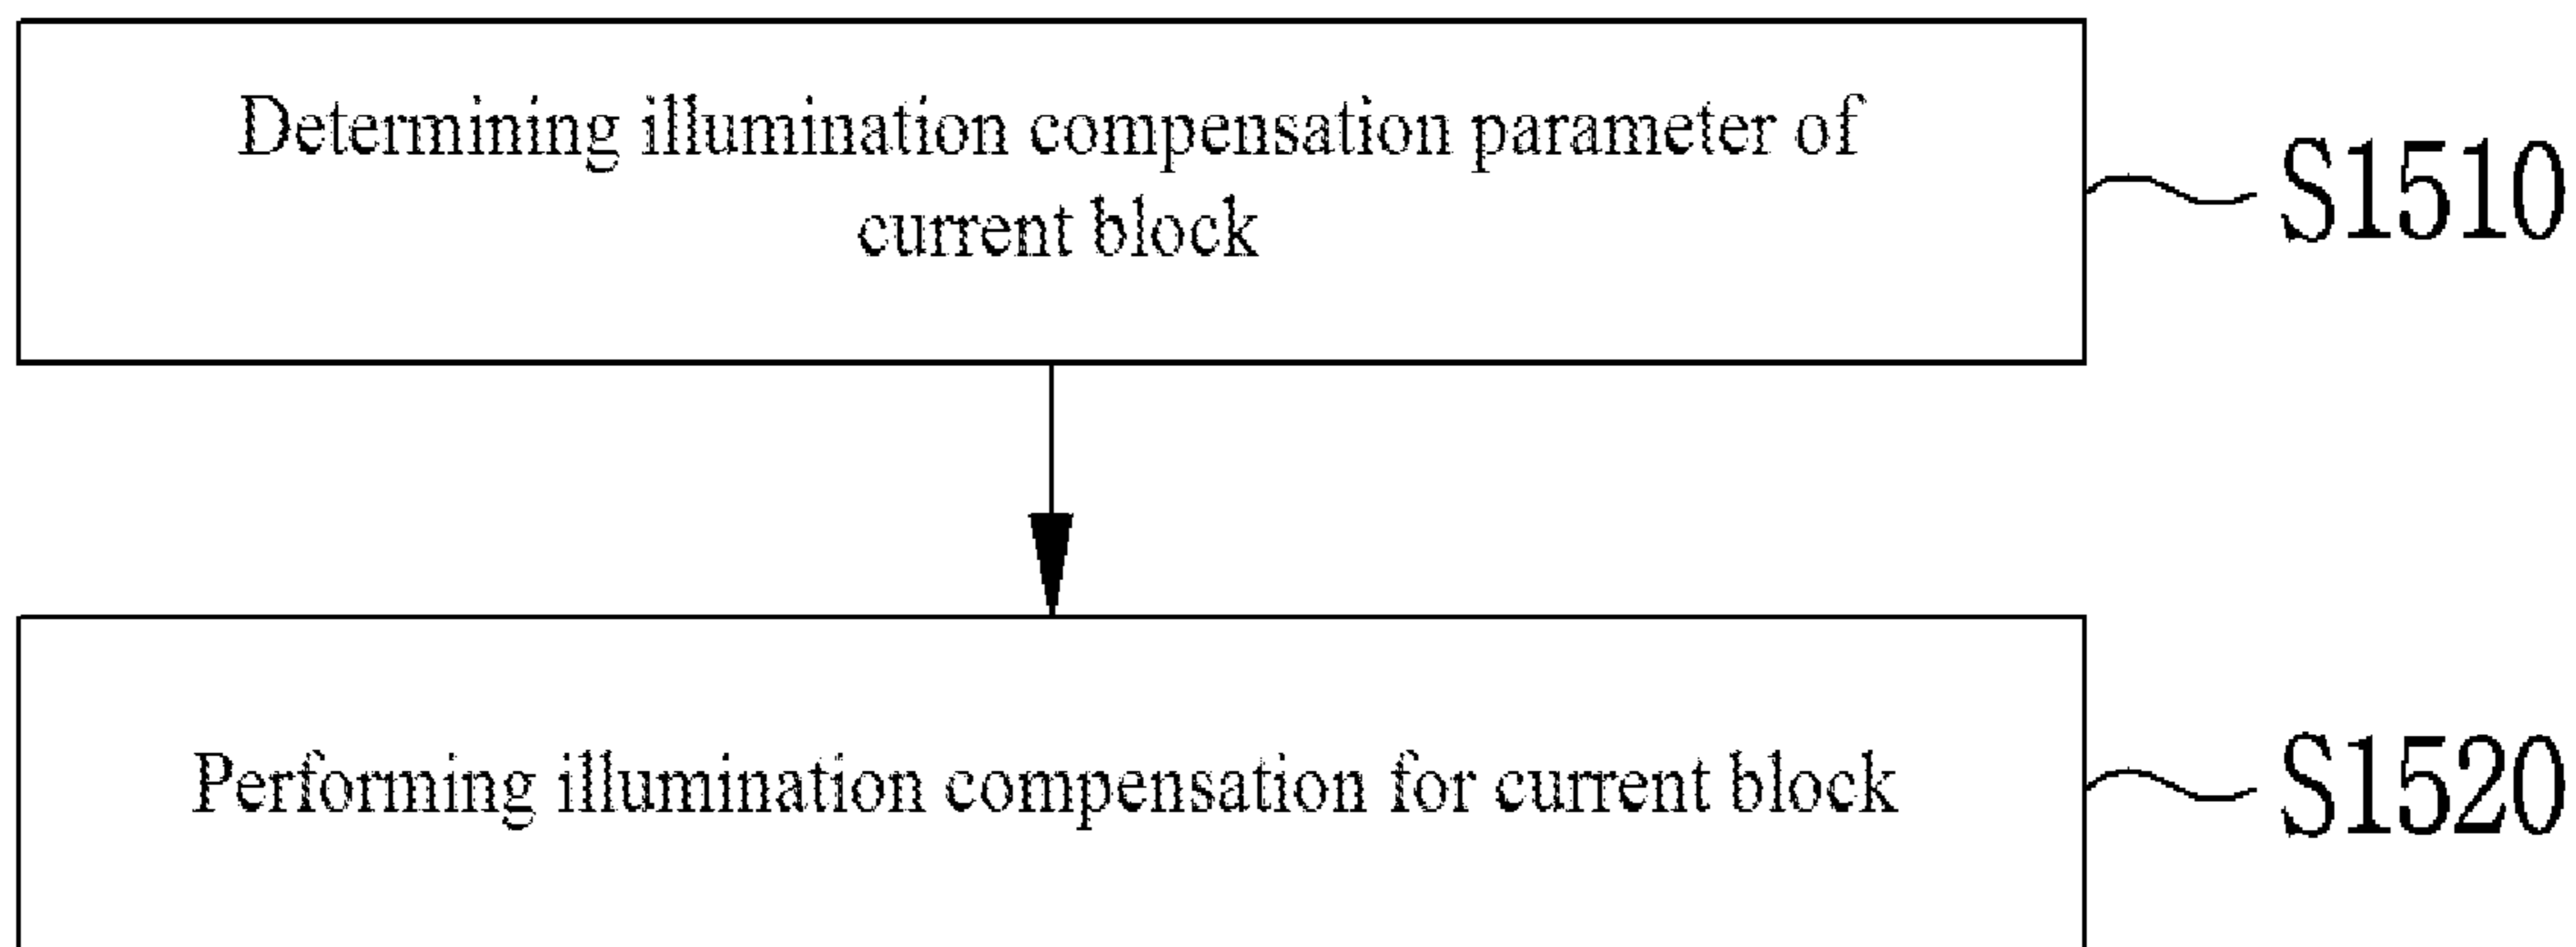 Determining illumination compensation parameter of
current block
S1510
Performing illumination compensation for current block
S1520